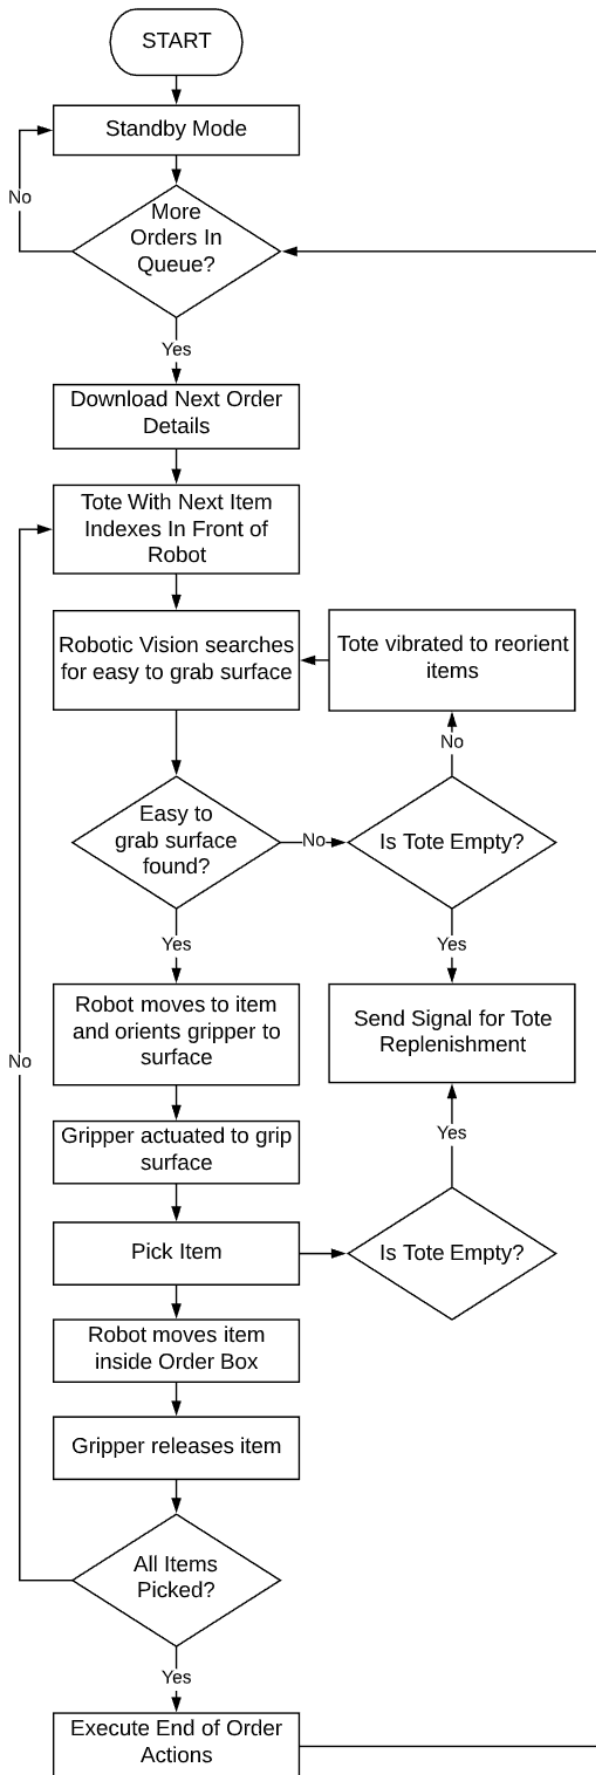 START
Standby Mode
No
More
Orders In
Queue?
Yes
Download Next Order
Details
Tote With Next Item
Indexes In Front of
Robot
Robotic Vision searches
for easy to grab surface
Tote vibrated to reorient
items
No
Easy to
grab surface
found?
No
Is Tote Empty?
Yes
Yes
Robot moves to item
and orients gripper to
surface
Send Signal for Tote
Replenishment
No
Gripper actuated to grip
surface
Yes
Pick Item
Is Tote Empty?
Robot moves item
inside Order Box
Gripper releases item
All Items
Picked?
Yes
Execute End of Order
Actions